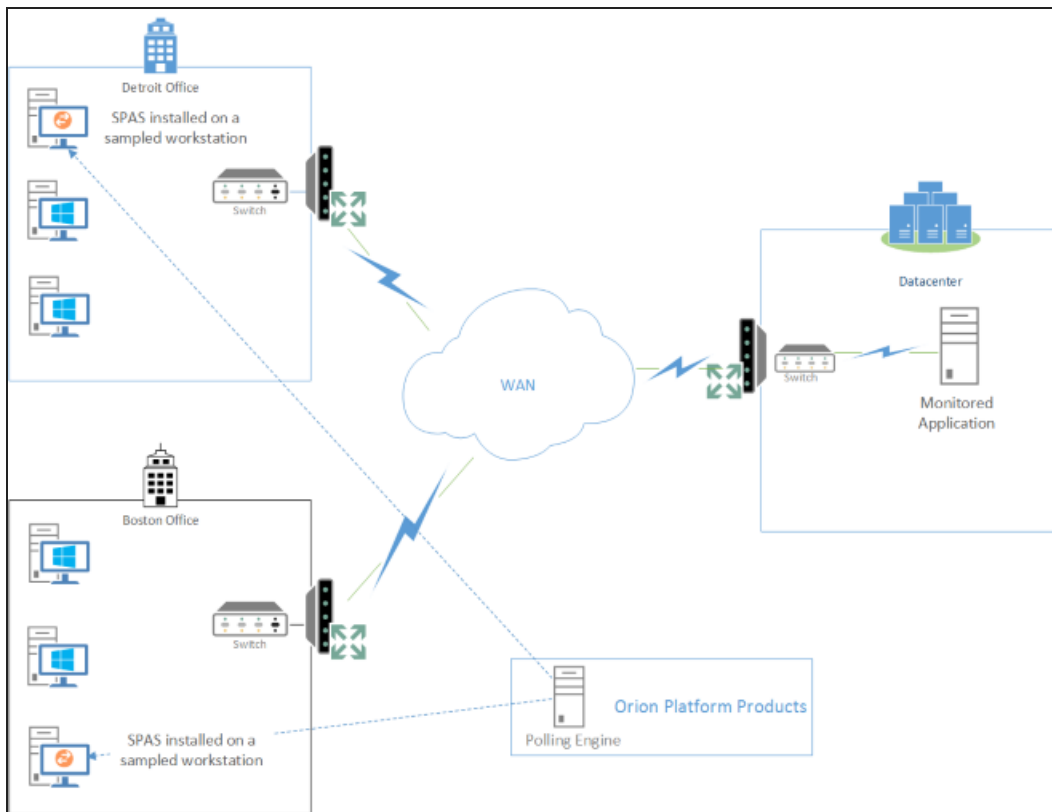 Detroit Office
SPAS installed on a
sampled workstation
Switch
WAN
Datacenter
Switch
Monitored
Application
Boston Office
Switch
SPAS installed on a
sampled workstation
Orion Platform Products
Polling Engine